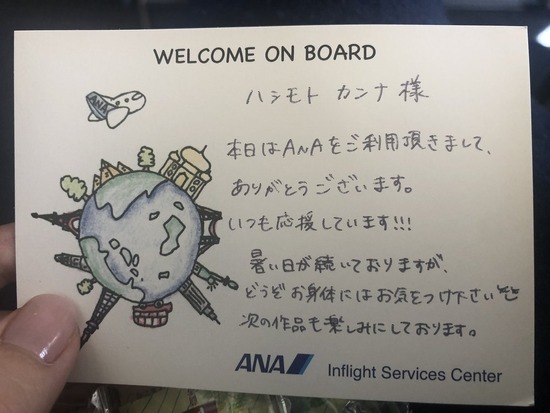 WELCOME ON BOARD
ANA
ハシモト カンナ 様
本日はANAをご利用頂きまして、
ありがとうございます。
いつも応援しています!!!
暑い日が続いておりますが、
どうぞお身体にはお気をつけ下さい
次の作品も楽しみにしております。
ANA Inflight Services Center